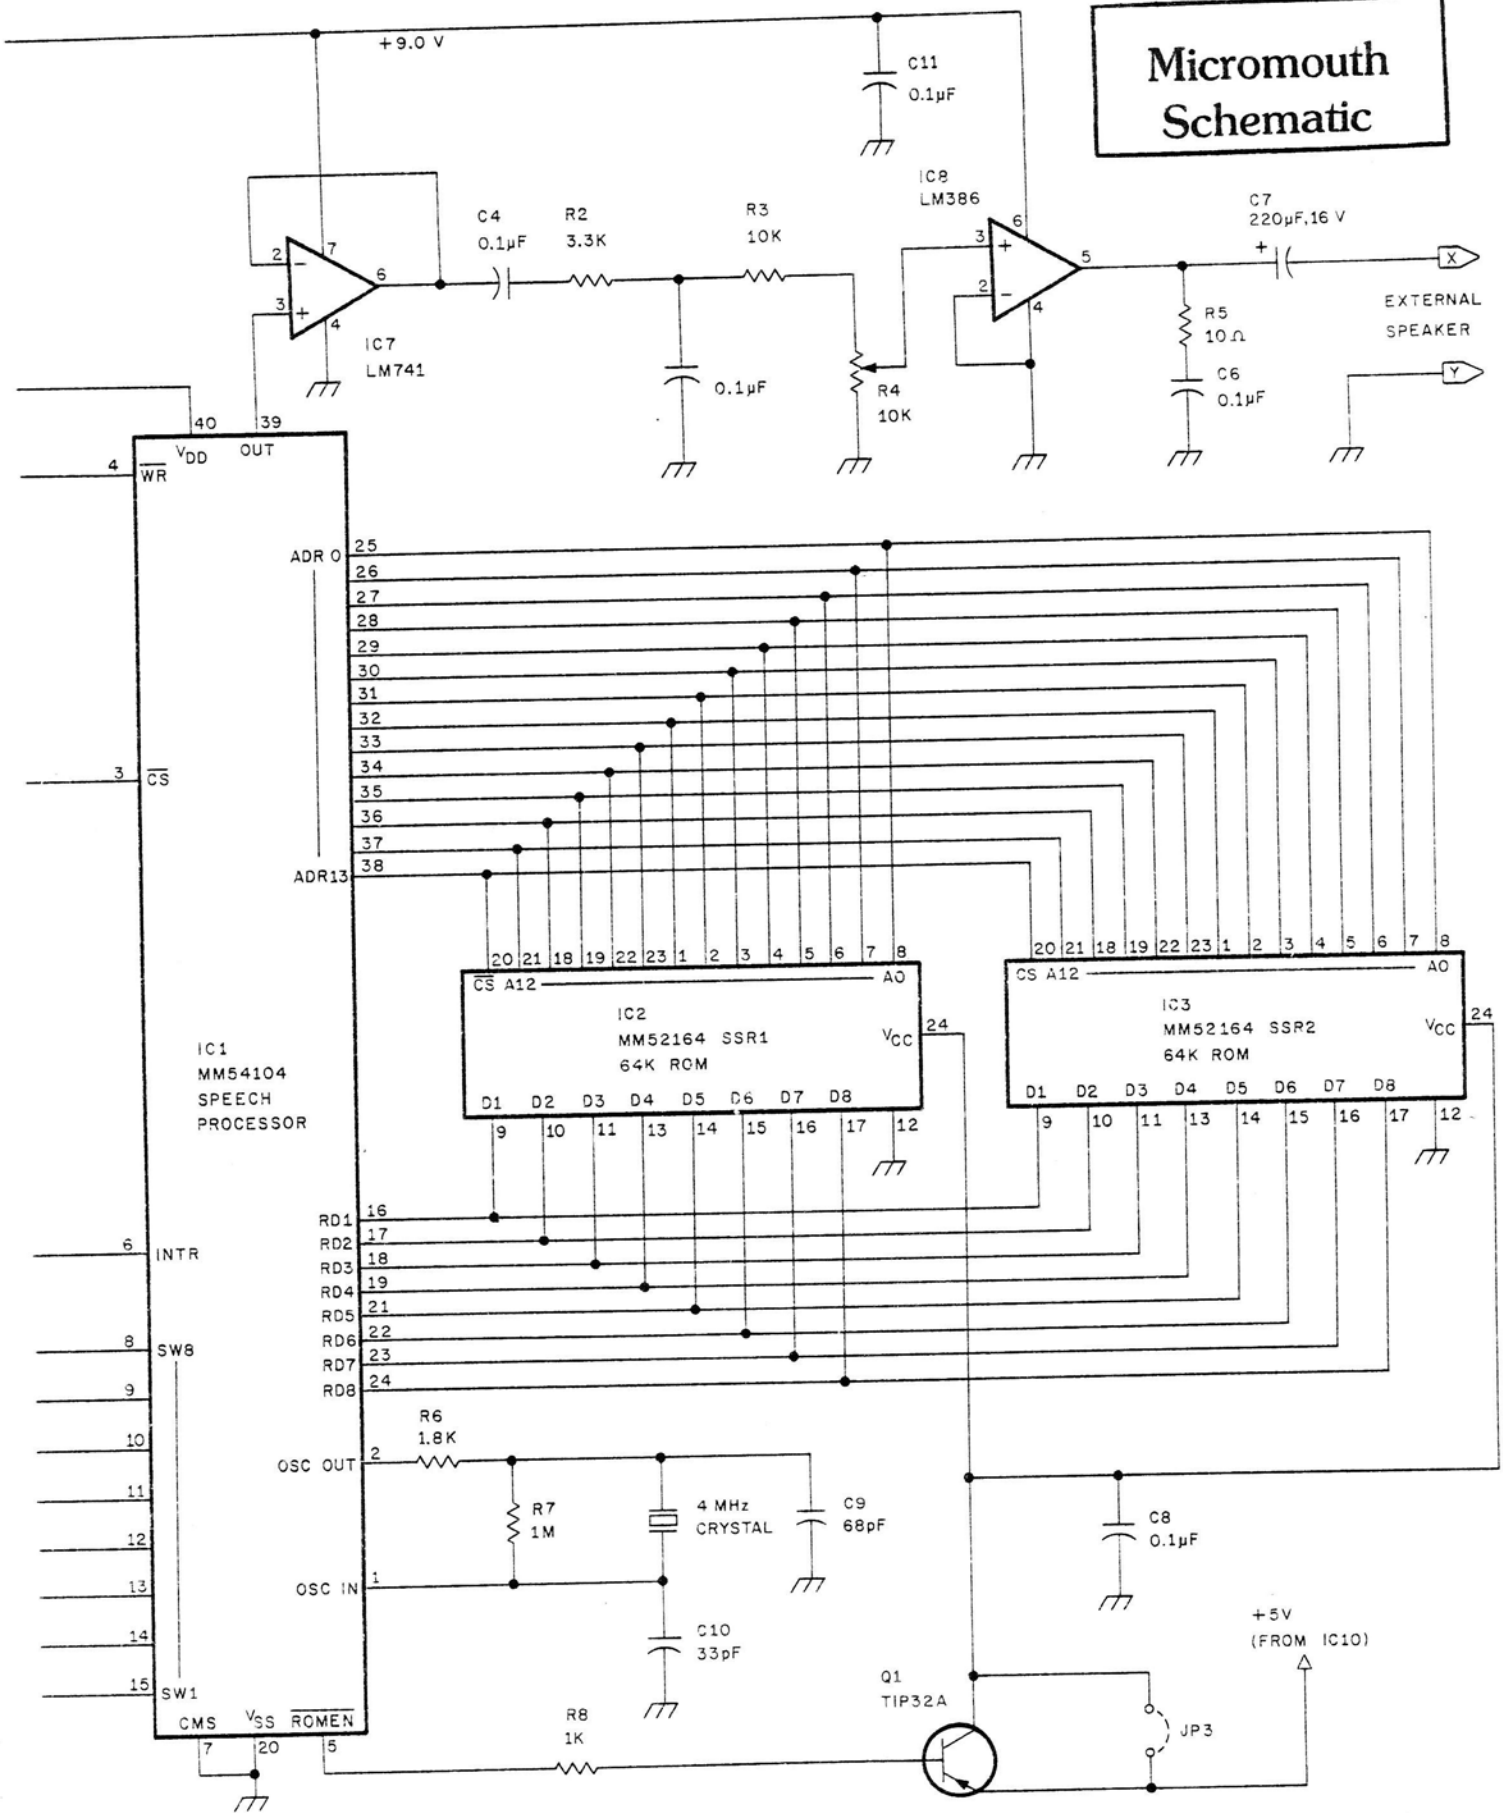 Micromouth
Schematic
+9.0 V
C11
0.1µF
IC8
LM386
C7
220µF,16 V
C4
0.1µF
R2
3.3K
R3
10K
2
7
−
6
3
+
4
IC7
LM741
3
6
+
5
2
−
4
+
X
EXTERNAL
SPEAKER
Y
R5
10Ω
C6
0.1µF
0.1µF
R4
10K
40
39
VDD
OUT
4
WR
3
CS
ADR 0
25
26
27
28
29
30
31
32
33
34
35
36
37
ADR13
38
20 21 18 19 22 23 1 2 3 4 5 6 7 8
CS A12
A0
IC2
MM52164 SSR1
64K ROM
VCC
24
D1 D2 D3 D4 D5 D6 D7 D8
9 10 11 13 14 15 16 17 12
20 21 18 19 22 23 1 2 3 4 5 6 7 8
CS A12
A0
IC3
MM52164 SSR2
64K ROM
VCC
24
D1 D2 D3 D4 D5 D6 D7 D8
9 10 11 13 14 15 16 17 12
IC1
MM54104
SPEECH
PROCESSOR
RD1 16
RD2 17
RD3 18
RD4 19
RD5 21
RD6 22
RD7 23
RD8 24
6 INTR
8 SW8
9
10
11
12
13
14
15 SW1
R6
1.8K
OSC OUT 2
R7
1M
4 MHz
CRYSTAL
C9
68pF
OSC IN 1
C10
33pF
C8
0.1µF
+5V
(FROM IC10)
Q1
TIP32A
JP3
R8
1K
CMS VSS ROMEN
7 20 5